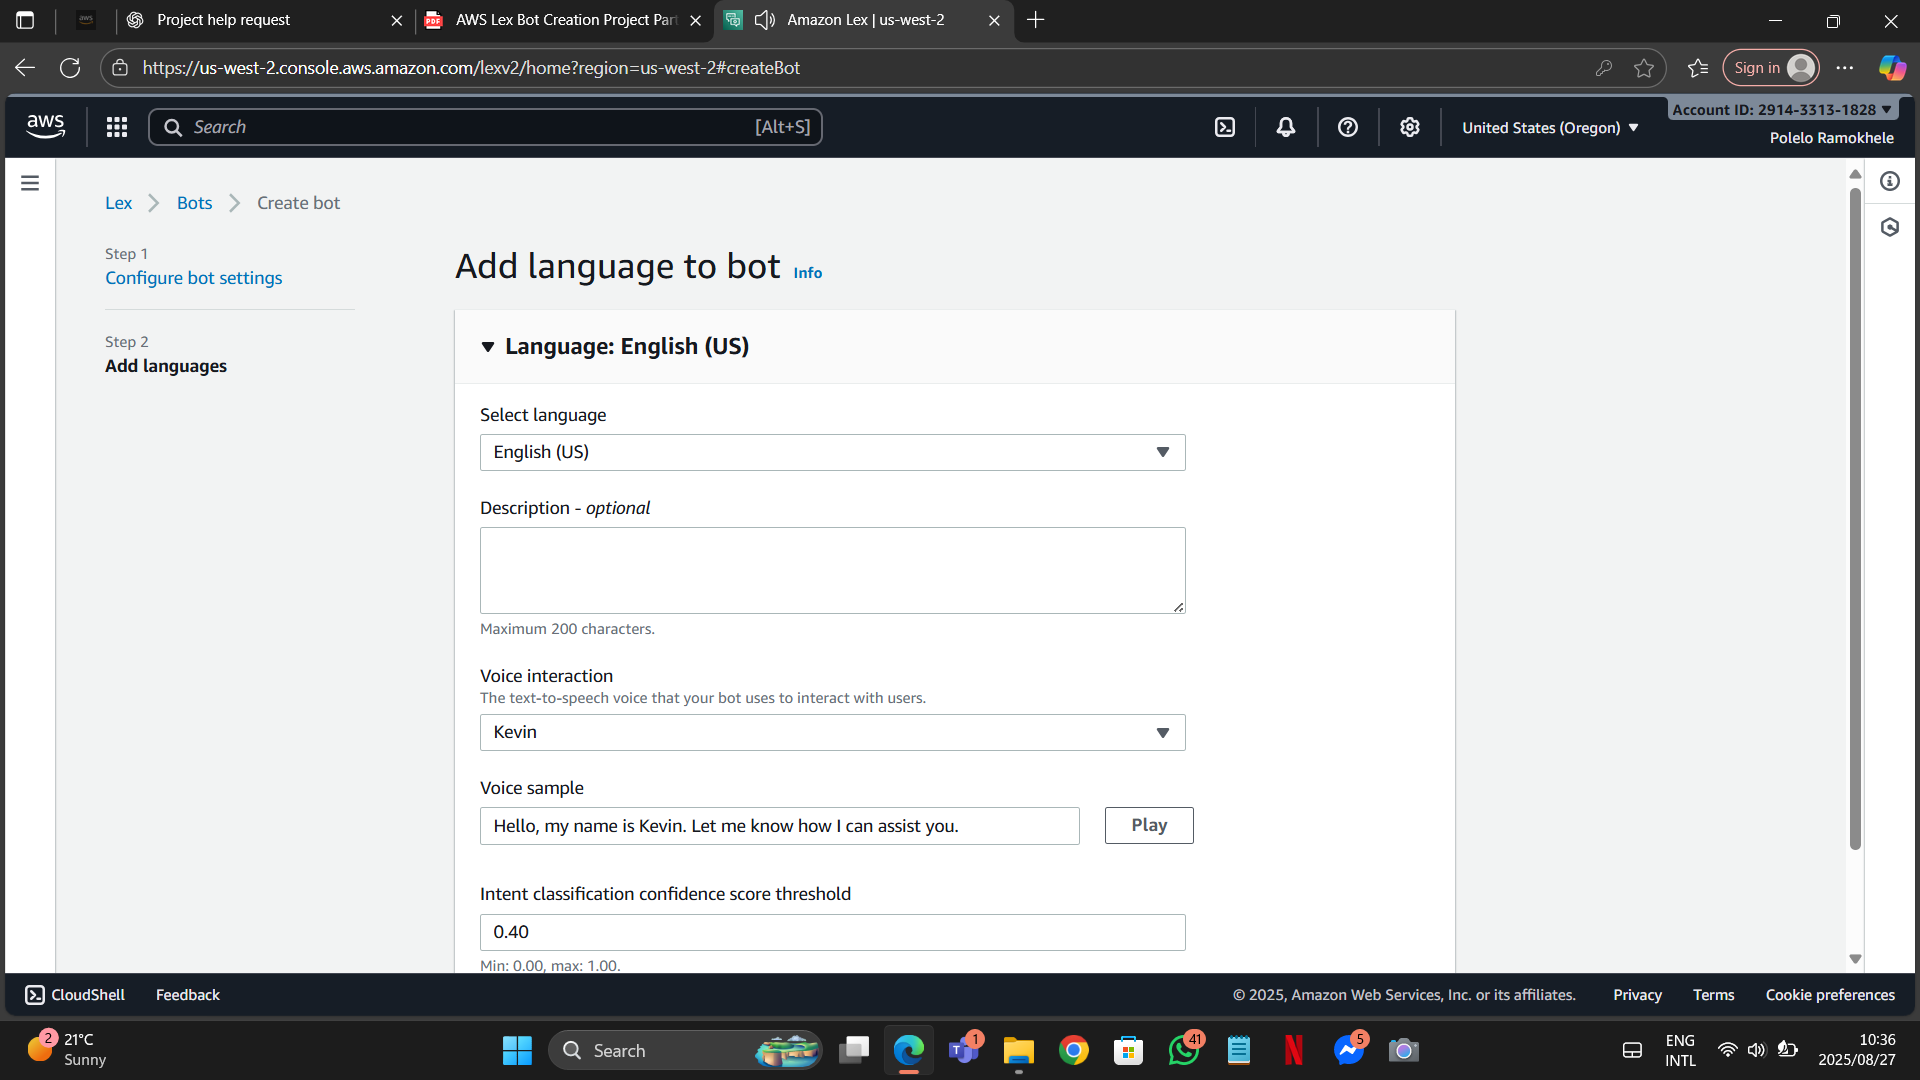 Project help request
AWS Lex Bot Creation Project Part
Amazon Lex | us-west-2
https://us-west-2.console.aws.amazon.com/lexv2/home?region=us-west-2#createBot
Sign in
aws
Search
[Alt+S]
United States (Oregon)
Account ID: 2914-3313-1828
Polelo Ramokhele
Lex
Bots
Create bot
Step 1
Configure bot settings
Step 2
Add languages
Add language to bot Info
Language: English (US)
Select language
English (US)
Description - optional
Maximum 200 characters.
Voice interaction
The text-to-speech voice that your bot uses to interact with users.
Kevin
Voice sample
Hello, my name is Kevin. Let me know how I can assist you.
Play
Intent classification confidence score threshold
0.40
Min: 0.00, max: 1.00.
CloudShell
Feedback
© 2025, Amazon Web Services, Inc. or its affiliates.
Privacy
Terms
Cookie preferences
2
21°C
Sunny
Search
1
41
5
ENG
INTL
10:36
2025/08/27